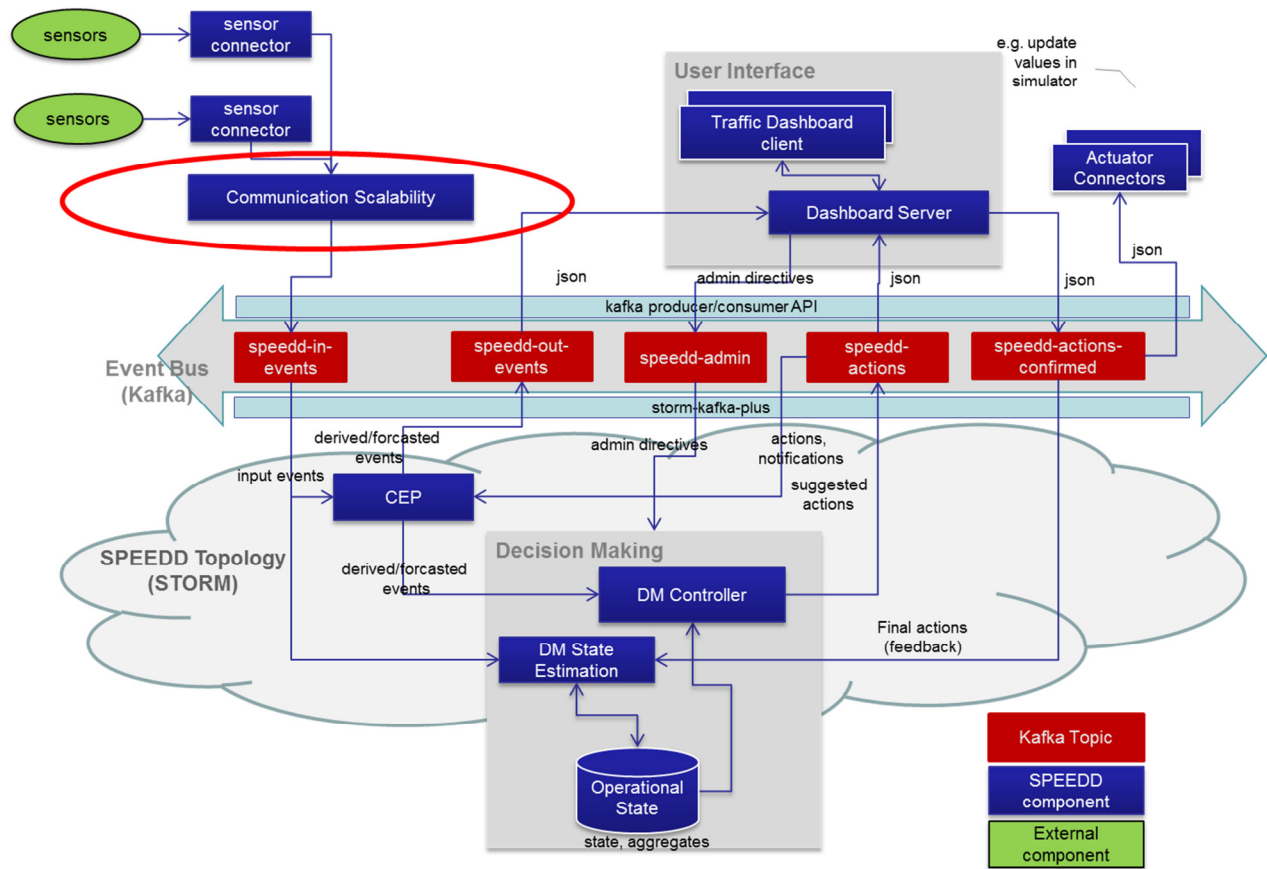 sensors
sensor
connector
sensors
sensor
connector
Communication Scalability
User Interface
Traffic Dashboard
client
Dashboard Server
e.g. update
values in
simulator
Actuator
Connectors
json
admin directives
json
json
json
kafka producer/consumer API
Event Bus
(Kafka)
speedd-in-
events
speedd-out-
events
speedd-admin
speedd-
actions
speedd-actions-
confirmed
storm-kafka-plus
derived/forcasted
events
admin directives
actions,
notifications
input events
CEP
suggested
actions
SPEEDD Topology
(STORM)
derived/forcasted
events
Decision Making
DM Controller
DM State
Estimation
Final actions
(feedback)
Operational
State
state, aggregates
Kafka Topic
SPEEDD
component
External
component